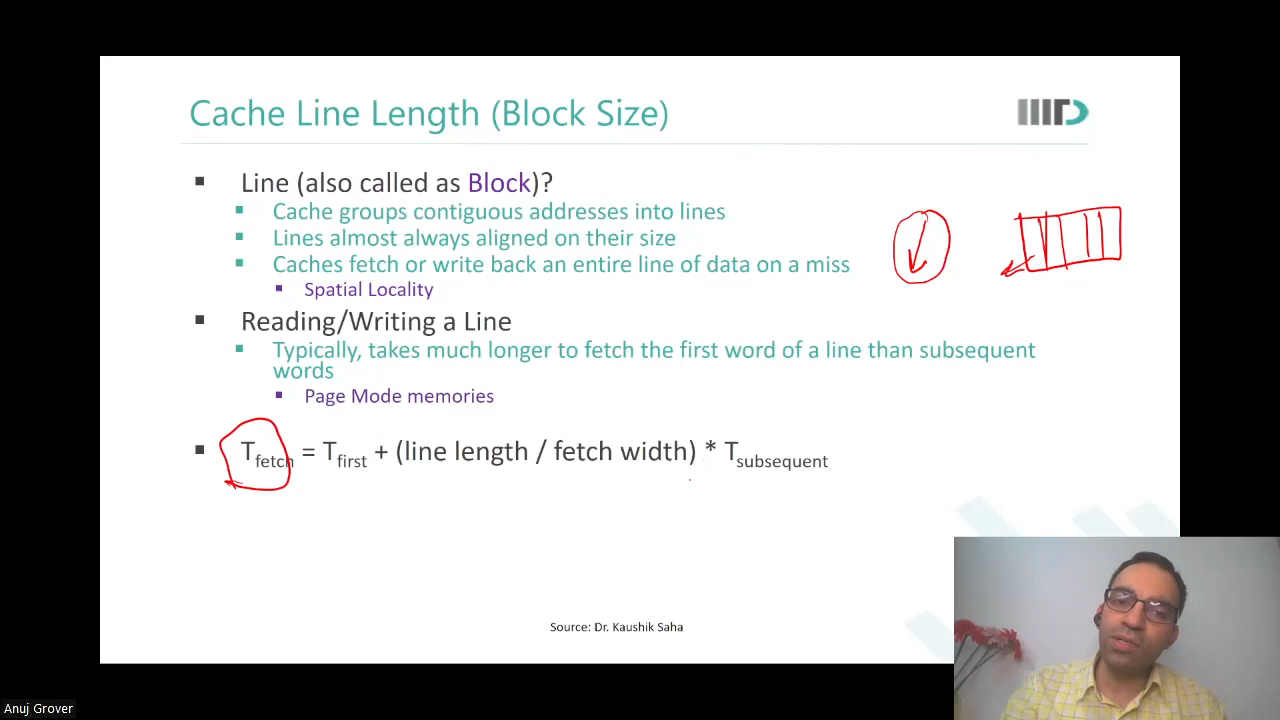 Cache Line Length (Block Size)
IIITD
Line (also called as Block)?
Cache groups contiguous addresses into lines
Lines almost always aligned on their size
Caches fetch or write back an entire line of data on a miss
Spatial Locality
Reading/Writing a Line
Typically, takes much longer to fetch the first word of a line than subsequent
words
Page Mode memories
Tfetch = Tfirst + (line length / fetch width) * Tsubsequent
Source: Dr. Kaushik Saha
Anuj Grover